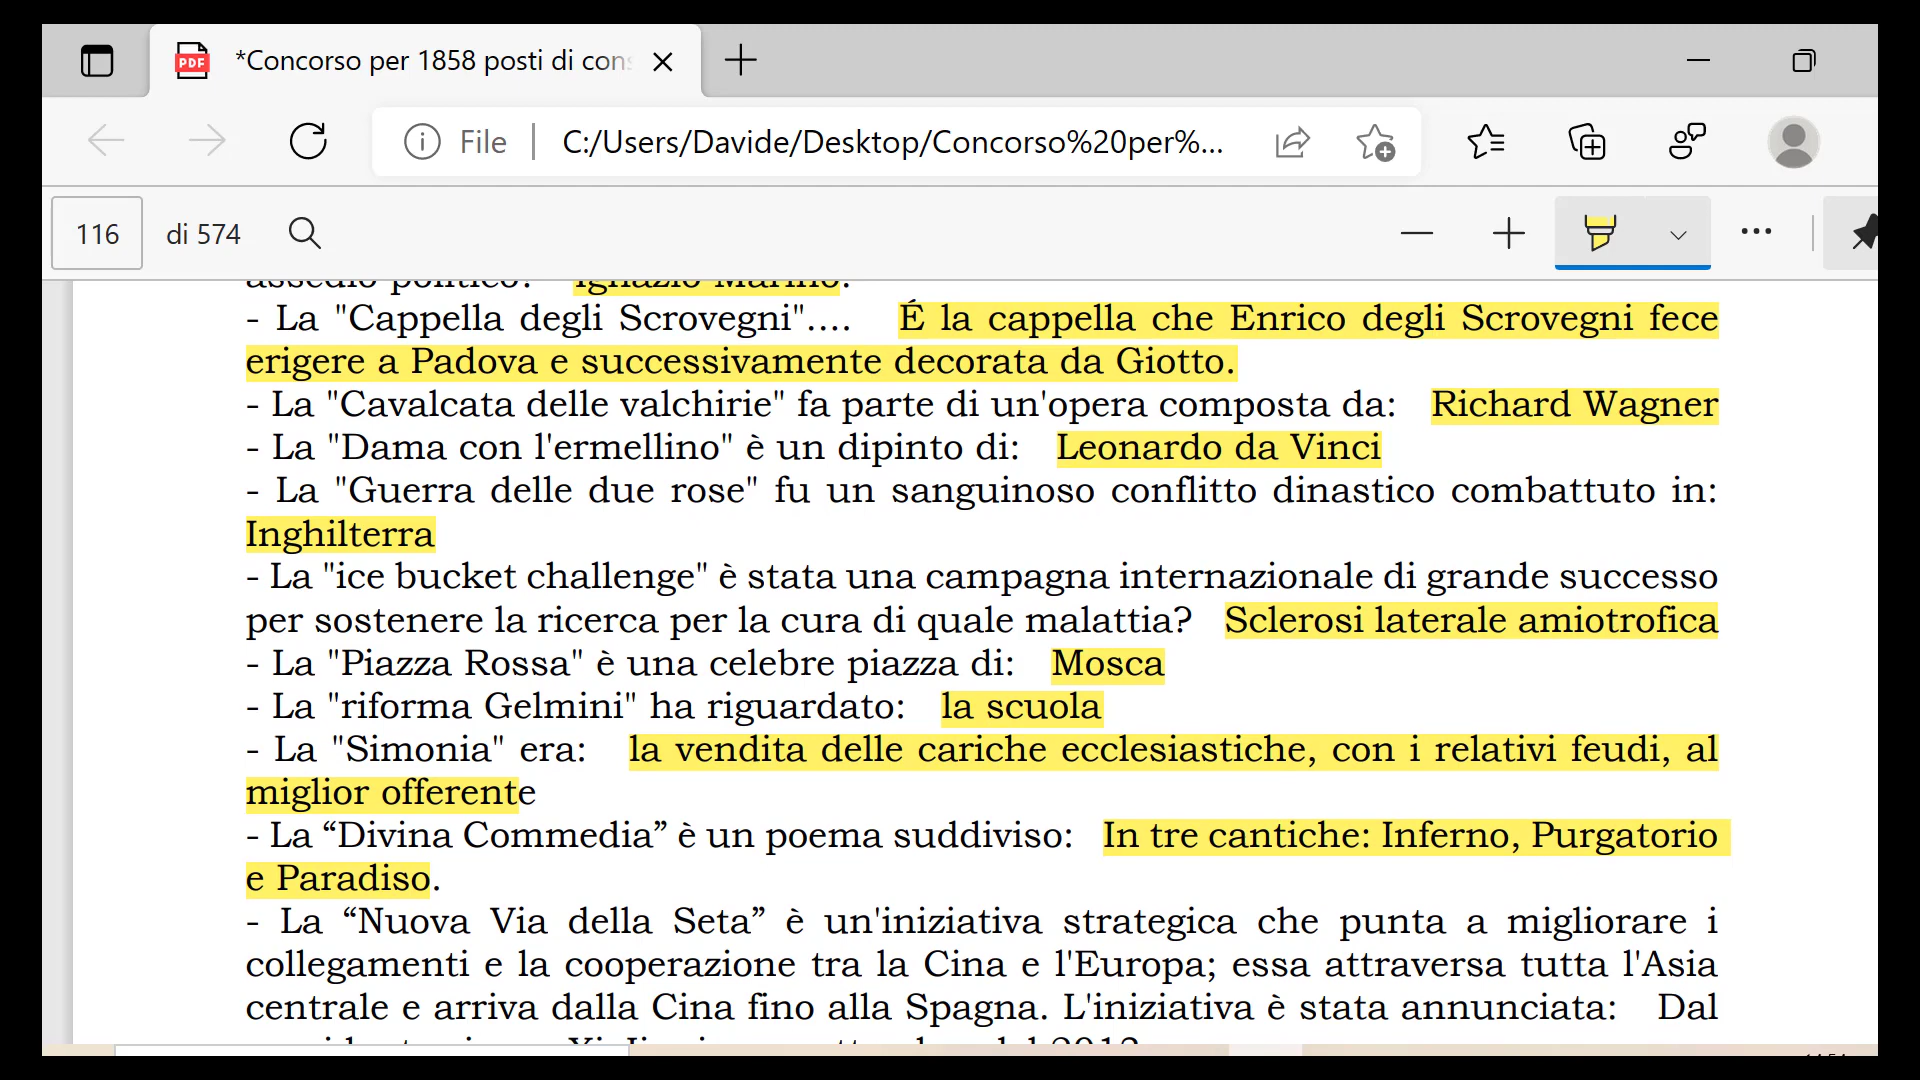 *Concorso per 1858 posti di con
File
C:/Users/Davide/Desktop/Concorso%20per%...
116 di 574
assedio politico? Ignazio Marino.
- La "Cappella degli Scrovegni".... É la cappella che Enrico degli Scrovegni fece
erigere a Padova e successivamente decorata da Giotto.
- La "Cavalcata delle valchirie" fa parte di un'opera composta da: Richard Wagner
- La "Dama con l'ermellino" è un dipinto di: Leonardo da Vinci
- La "Guerra delle due rose" fu un sanguinoso conflitto dinastico combattuto in:
Inghilterra
- La "ice bucket challenge" è stata una campagna internazionale di grande successo
per sostenere la ricerca per la cura di quale malattia? Sclerosi laterale amiotrofica
- La "Piazza Rossa" è una celebre piazza di: Mosca
- La "riforma Gelmini" ha riguardato: la scuola
- La "Simonia" era: la vendita delle cariche ecclesiastiche, con i relativi feudi, al
miglior offerente
- La “Divina Commedia” è un poema suddiviso: In tre cantiche: Inferno, Purgatorio
e Paradiso.
- La “Nuova Via della Seta” è un'iniziativa strategica che punta a migliorare i
collegamenti e la cooperazione tra la Cina e l'Europa; essa attraversa tutta l'Asia
centrale e arriva dalla Cina fino alla Spagna. L'iniziativa è stata annunciata: Dal